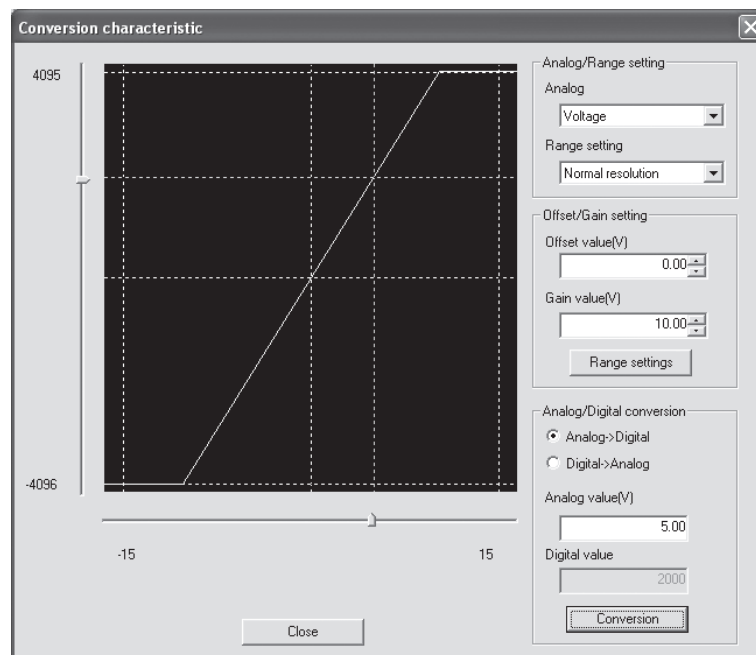 Conversion characteristic
4095
-4096
-15
15
Close
Analog/Range setting
Analog
Voltage
Range setting
Normal resolution
Offset/Gain setting
Offset value(V)
0.00
Gain value(V)
10.00
Range settings
Analog/Digital conversion
Analog->Digital
Digital->Analog
Analog value(V)
5.00
Digital value
2000
Conversion